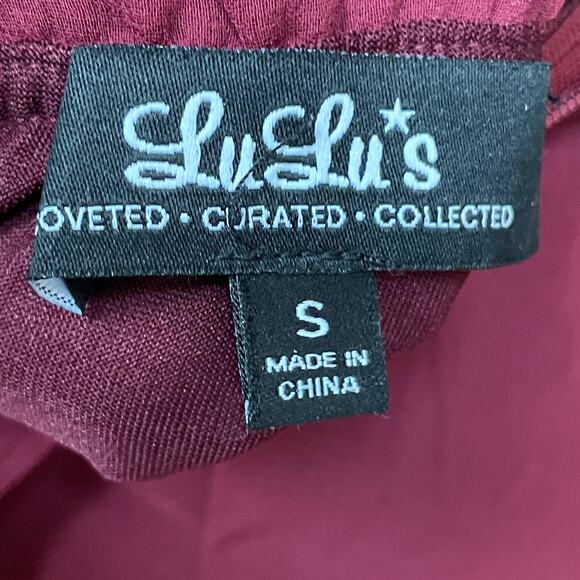 LuLu's
OVETED • CURATED • COLLECTED
S
MADE IN
CHINA